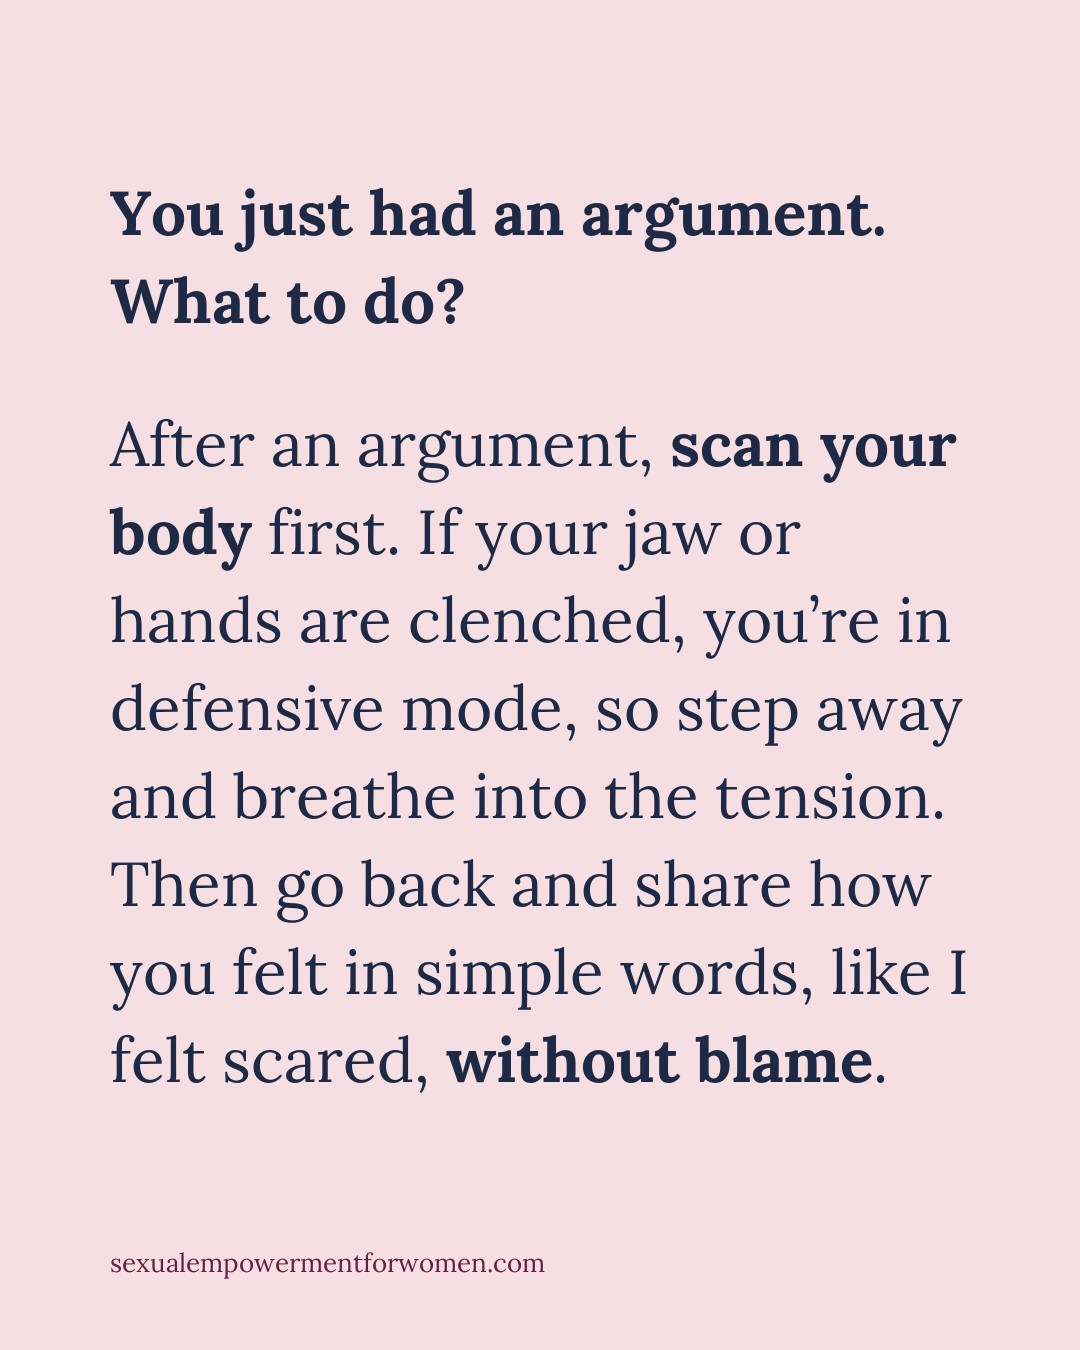 You just had an argument.
What to do?
After an argument, scan your
body first. If your jaw or
hands are clenched, you’re in
defensive mode, so step away
and breathe into the tension.
Then go back and share how
you felt in simple words, like I
felt scared, without blame.
sexualempowermentforwomen.com